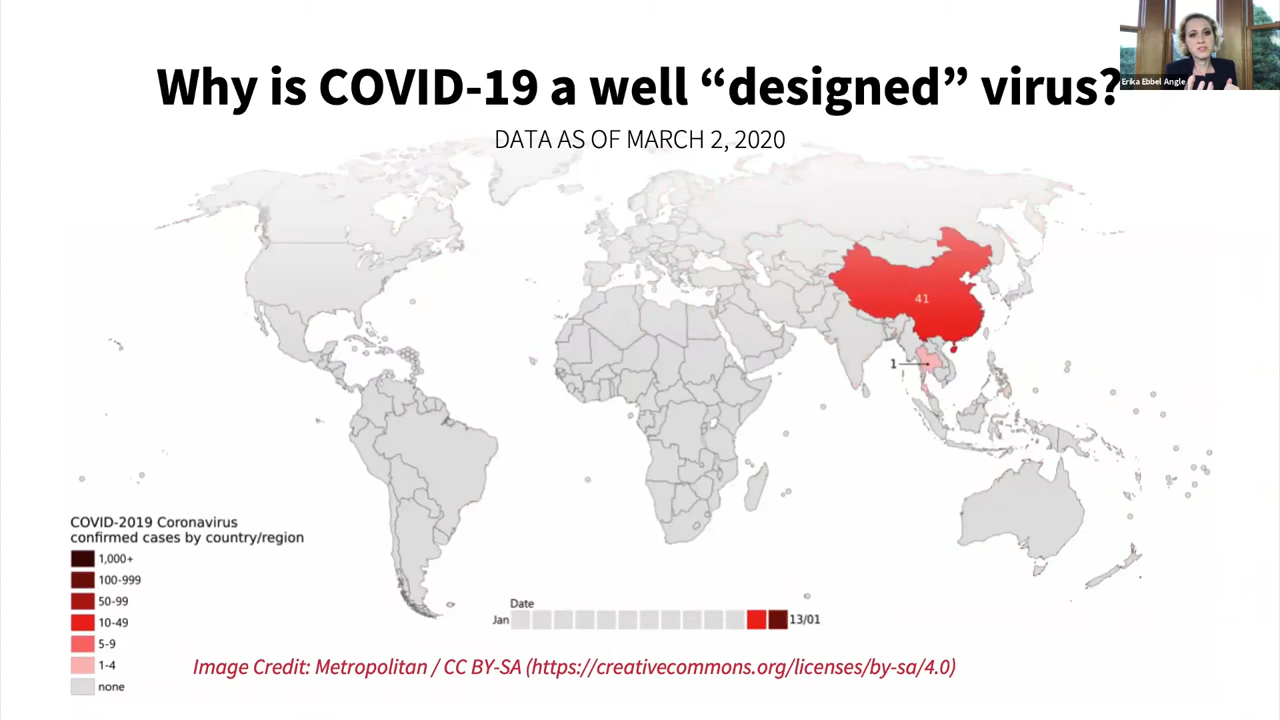 Why is COVID-19 a well “designed” virus?
Erika Ebbel Angle
DATA AS OF MARCH 2, 2020
41
1
COVID-2019 Coronavirus
confirmed cases by country/region
1,000+
100-999
50-99
10-49
5-9
1-4
none
Date
Jan 13/01
Image Credit: Metropolitan / CC BY-SA (https://creativecommons.org/licenses/by-sa/4.0)